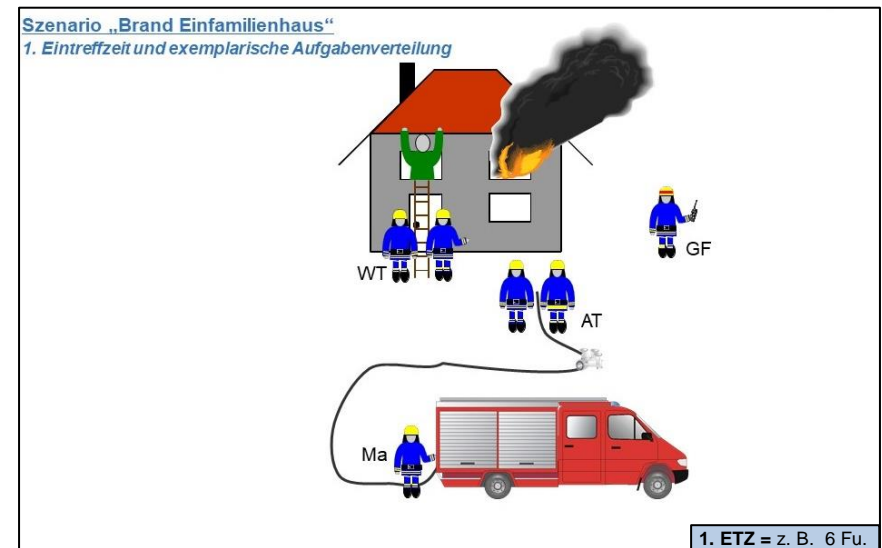 Szenario „Brand Einfamilienhaus“
1. Eintreffzeit und exemplarische Aufgabenverteilung
GF
WT
AT
Ma
1. ETZ = z. B. 6 Fu.